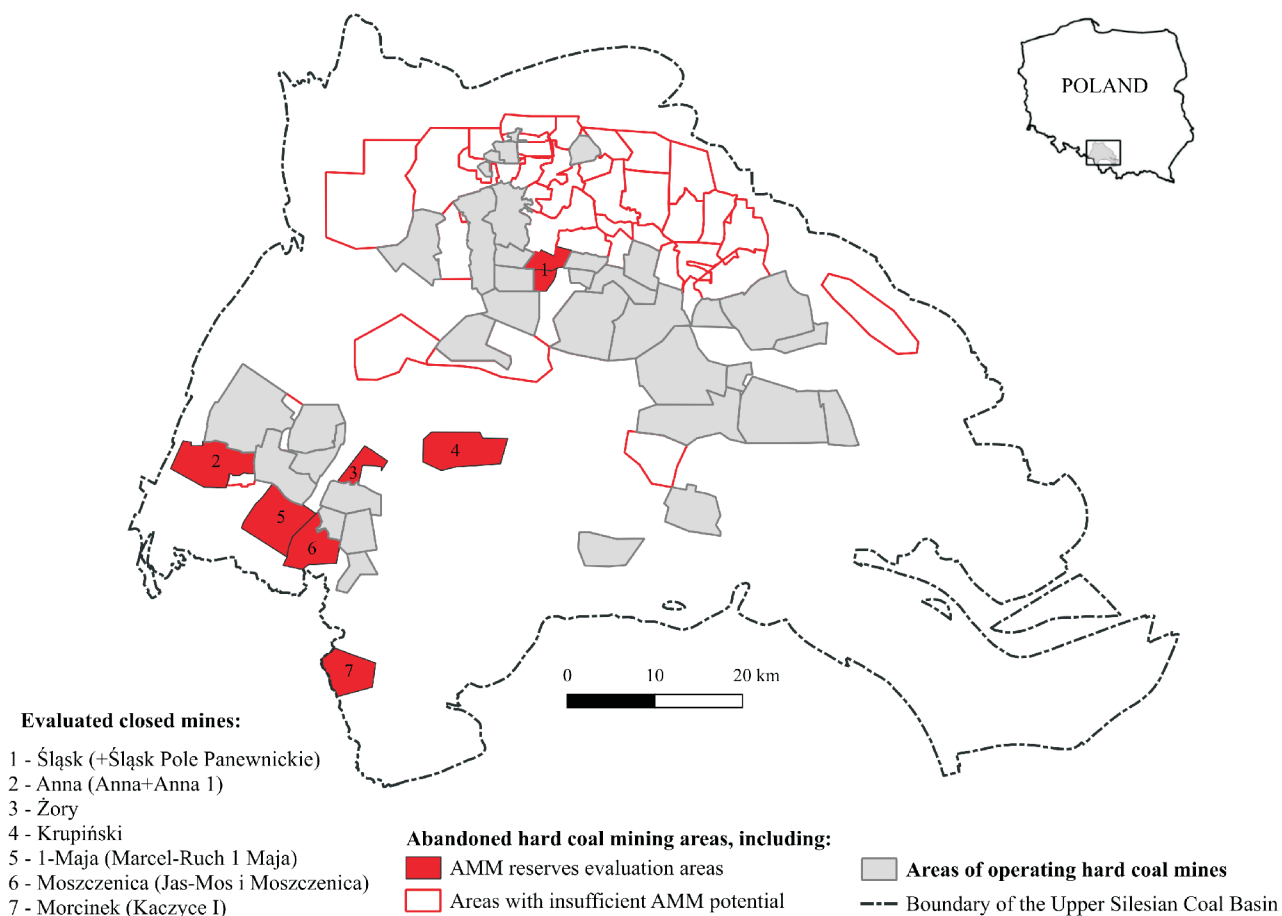 POLAND
1
2
3
4
5
6
7
0 10 20 km
Evaluated closed mines:
1 - Śląsk (+Śląsk Pole Panewnickie)
2 - Anna (Anna+Anna 1)
3 - Żory
4 - Krupiński
5 - 1-Maja (Marcel-Ruch 1 Maja)
6 - Moszczenica (Jas-Mos i Moszczenica)
7 - Morcinek (Kaczyce I)
Abandoned hard coal mining areas, including:
AMM reserves evaluation areas
Areas with insufficient AMM potential
Areas of operating hard coal mines
Boundary of the Upper Silesian Coal Basin